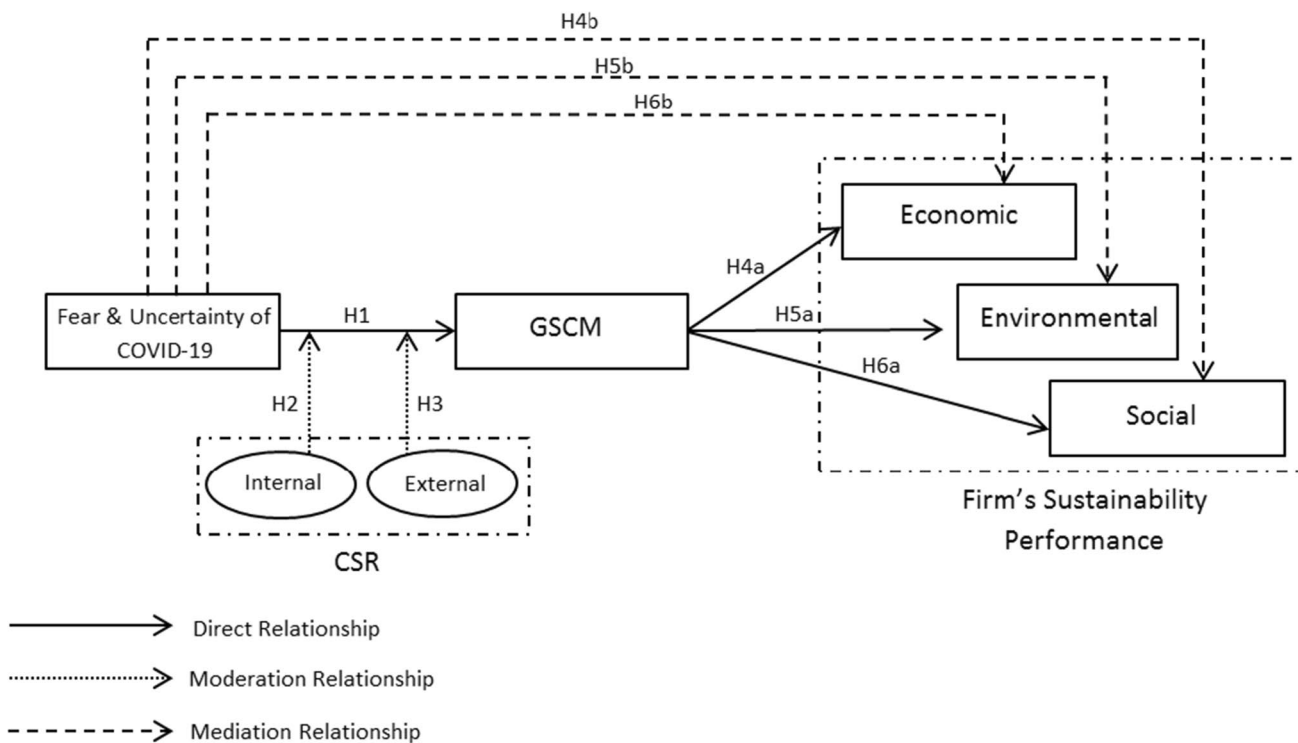 H4b
H5b
H6b
Economic
H4a
Fear & Uncertainty of
COVID-19
H1
GSCM
H5a
Environmental
H6a
H2
H3
Social
Internal
External
CSR
Firm's Sustainability
Performance
Direct Relationship
Moderation Relationship
Mediation Relationship